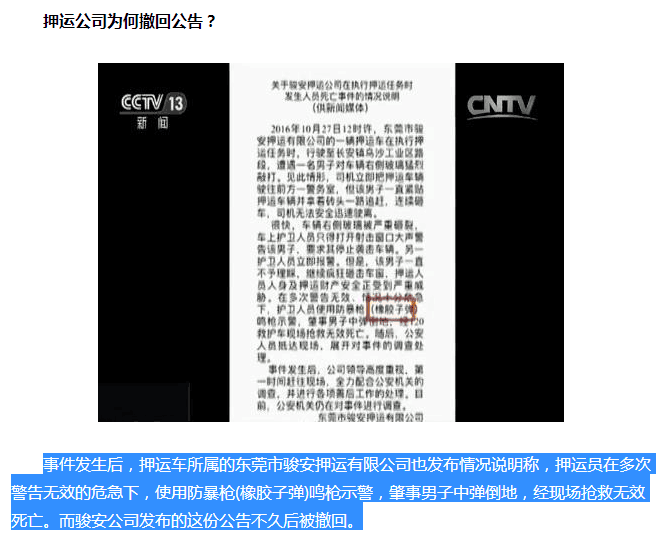 押运公司为何撤回公告？
CCTV 13
新闻
CNTV
关于骏安押运公司在执行押运任务时
发生人员死亡事件的情况说明
（供新闻媒体）
2016年10月27日12时许，东莞市骏
安押运有限公司的一辆押运车在执行押
运任务时，行驶至长安镇乌沙工业区路
段，遭遇一名男子对车辆右侧玻璃猛烈
敲打。见此情形，司机立即把押运车辆
驶往前方一警务室，但该男子一直紧贴
押运车辆并拿着砖头一路追赶，连续砸
车，司机无法安全迅速驶离。
很快，车辆右侧玻璃被严重砸裂，
车上护卫人员只得打开射击窗口大声警
告该男子，要求其停止袭击车辆。另一
护卫人员立即报警。但是，该男子一直
不予理睬，继续疯狂砸击车窗，押运人
员人身及押运财产安全正受到严重威
胁。在多次警告无效、情况十分危急
下，护卫人员使用防暴枪（橡胶子弹）
鸣枪示警，肇事男子中弹倒地，经120
救护车现场抢救无效死亡。随后，公安
人员抵达现场，展开对事件的调查处
理。
事件发生后，公司领导高度重视，第
一时间赶往现场，全力配合公安机关的
调查，并进行各项善后工作的处理。目
前，公安机关仍在对事件进行调查。
东莞市骏安押运有限公司
事件发生后，押运车所属的东莞市骏安押运有限公司也发布情况说明称，押运员在多次
警告无效的危急下，使用防暴枪(橡胶子弹)鸣枪示警，肇事男子中弹倒地，经现场抢救无效
死亡。而骏安公司发布的这份公告不久后被撤回。